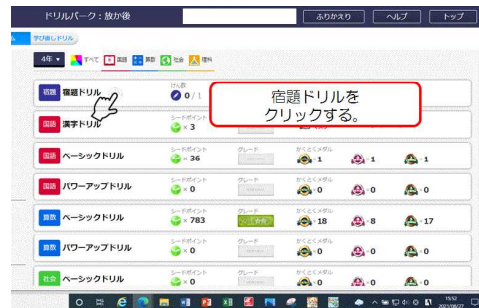 ドリルパーク：放か後
ふりかえり ヘルプ トップ
学び直しドリル
4年 すべて 国語 算数 社会 理科
宿題 宿題ドリル けん数 0 / 1
宿題ドリルを
クリックする。
国語 漢字ドリル シードポイント × 3
国語 ベーシックドリル シードポイント × 36 グレード かくとくメダル 1 1 1
国語 パワーアップドリル シードポイント × 0 グレード かくとくメダル 0 0 0
算数 ベーシックドリル シードポイント × 783 グレード かくとくメダル 18 8 17
算数 パワーアップドリル シードポイント × 0 グレード かくとくメダル 0 0 0
社会 ベーシックドリル シードポイント × 0 グレード かくとくメダル 0 0 0
15:52
2021/08/27